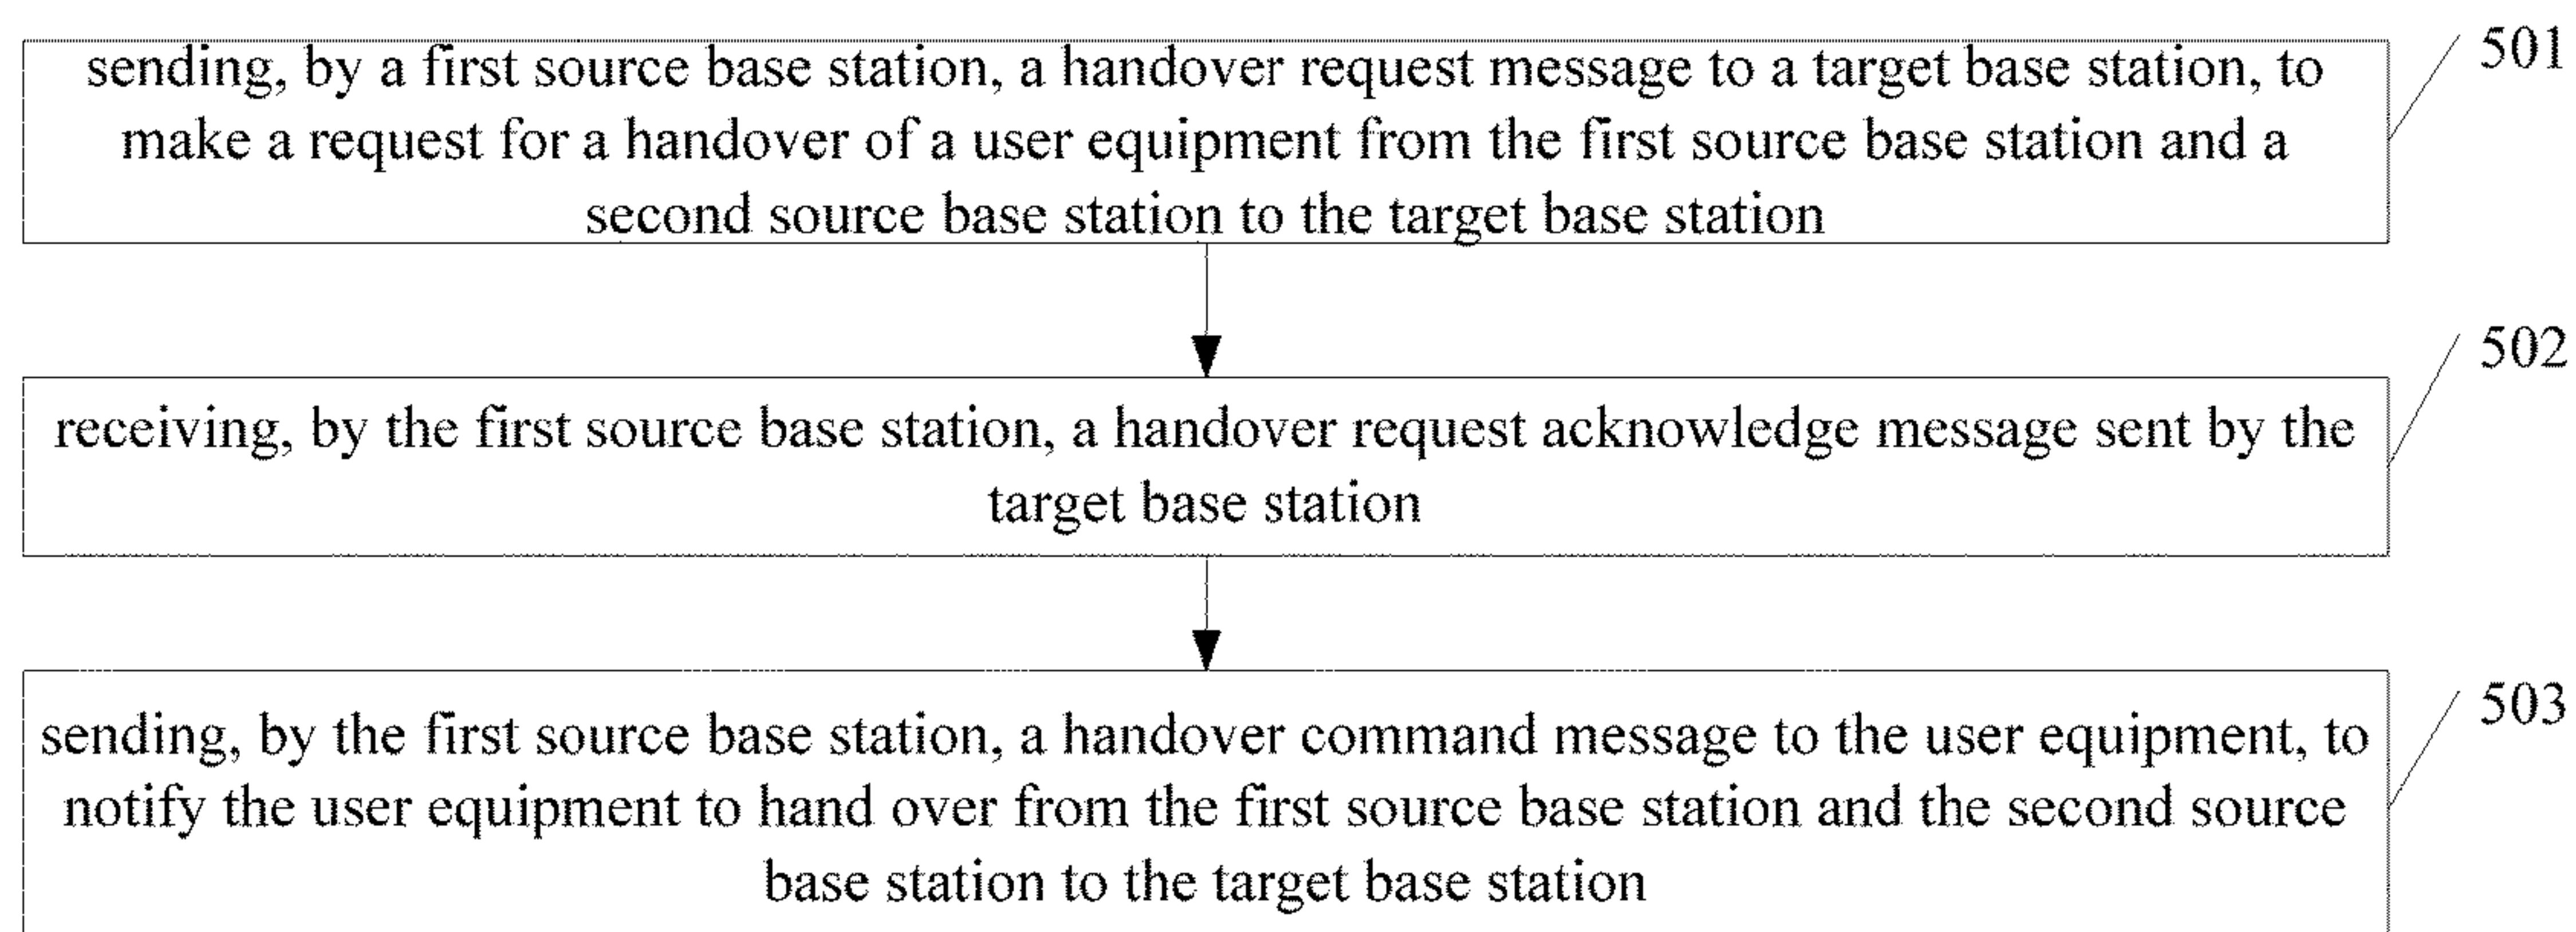 sending, by a first source base station, a handover request message to a target base station, to
make a request for a handover of a user equipment from the first source base station and a
second source base station to the target base station
501
receiving, by the first source base station, a handover request acknowledge message sent by the
target base station
502
sending, by the first source base station, a handover command message to the user equipment, to
notify the user equipment to hand over from the first source base station and the second source
base station to the target base station
503